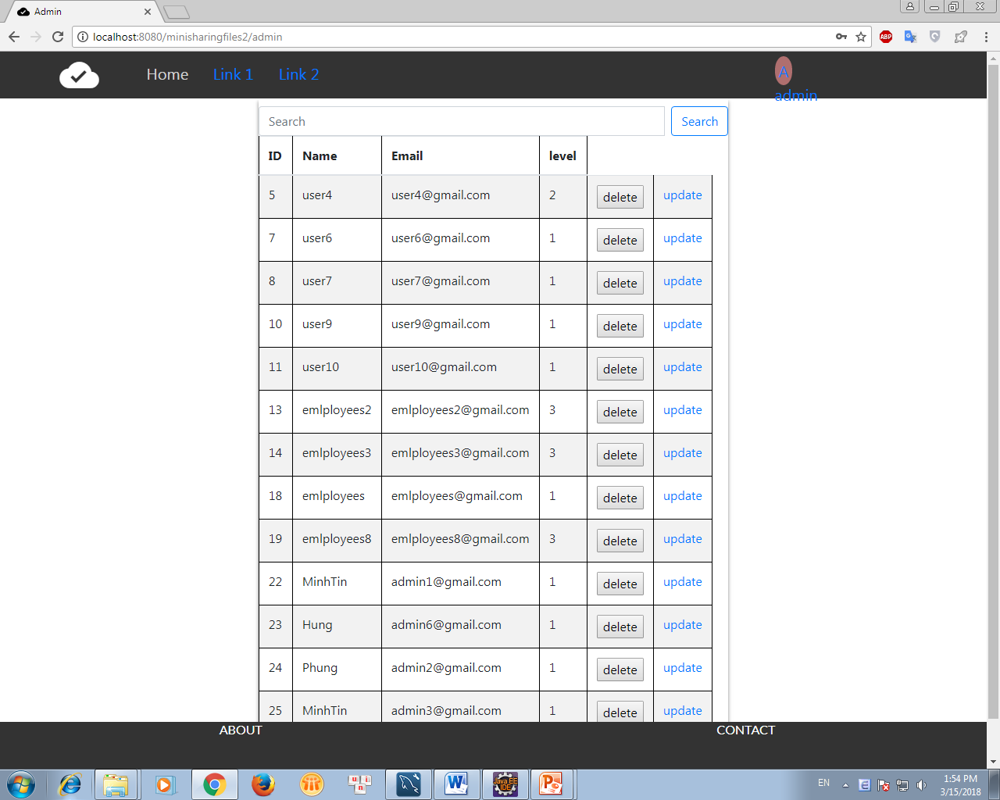 Admin
localhost:8080/minisharingfiles2/admin
ABP
Home Link 1 Link 2 A
admin
Search Search
ID Name Email level
5 user4 user4@gmail.com 2 delete update
7 user6 user6@gmail.com 1 delete update
8 user7 user7@gmail.com 1 delete update
10 user9 user9@gmail.com 1 delete update
11 user10 user10@gmail.com 1 delete update
13 emlployees2 emlployees2@gmail.com 3 delete update
14 emlployees3 emlployees3@gmail.com 3 delete update
18 emlployees emlployees@gmail.com 1 delete update
19 emlployees8 emlployees8@gmail.com 3 delete update
22 MinhTin admin1@gmail.com 1 delete update
23 Hung admin6@gmail.com 1 delete update
24 Phung admin2@gmail.com 1 delete update
25 MinhTin admin3@gmail.com 1 delete update
ABOUT CONTACT
Java EE
IDE
EN
1:54 PM
3/15/2018